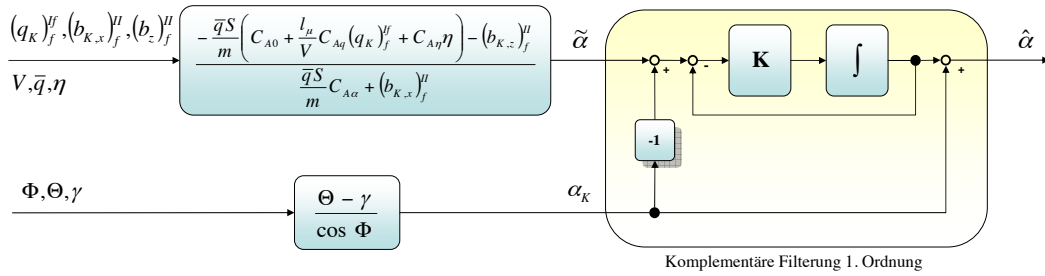 (q_K)_f^{If}, (b_{K,x})_f^{II}, (b_z)_f^{II}
V, q̅, η
- q̅S/m ( C_{A0} + l_μ/V C_{Aq} (q_K)_f^{If} + C_{Aη} η ) - (b_{K,z})_f^{II}
q̅S/m C_{Aα} + (b_{K,x})_f^{II}
α̃
+
-
K
∫
+
α̂
-1
Φ, Θ, γ
Θ - γ
cos Φ
α_K
Komplementäre Filterung 1. Ordnung